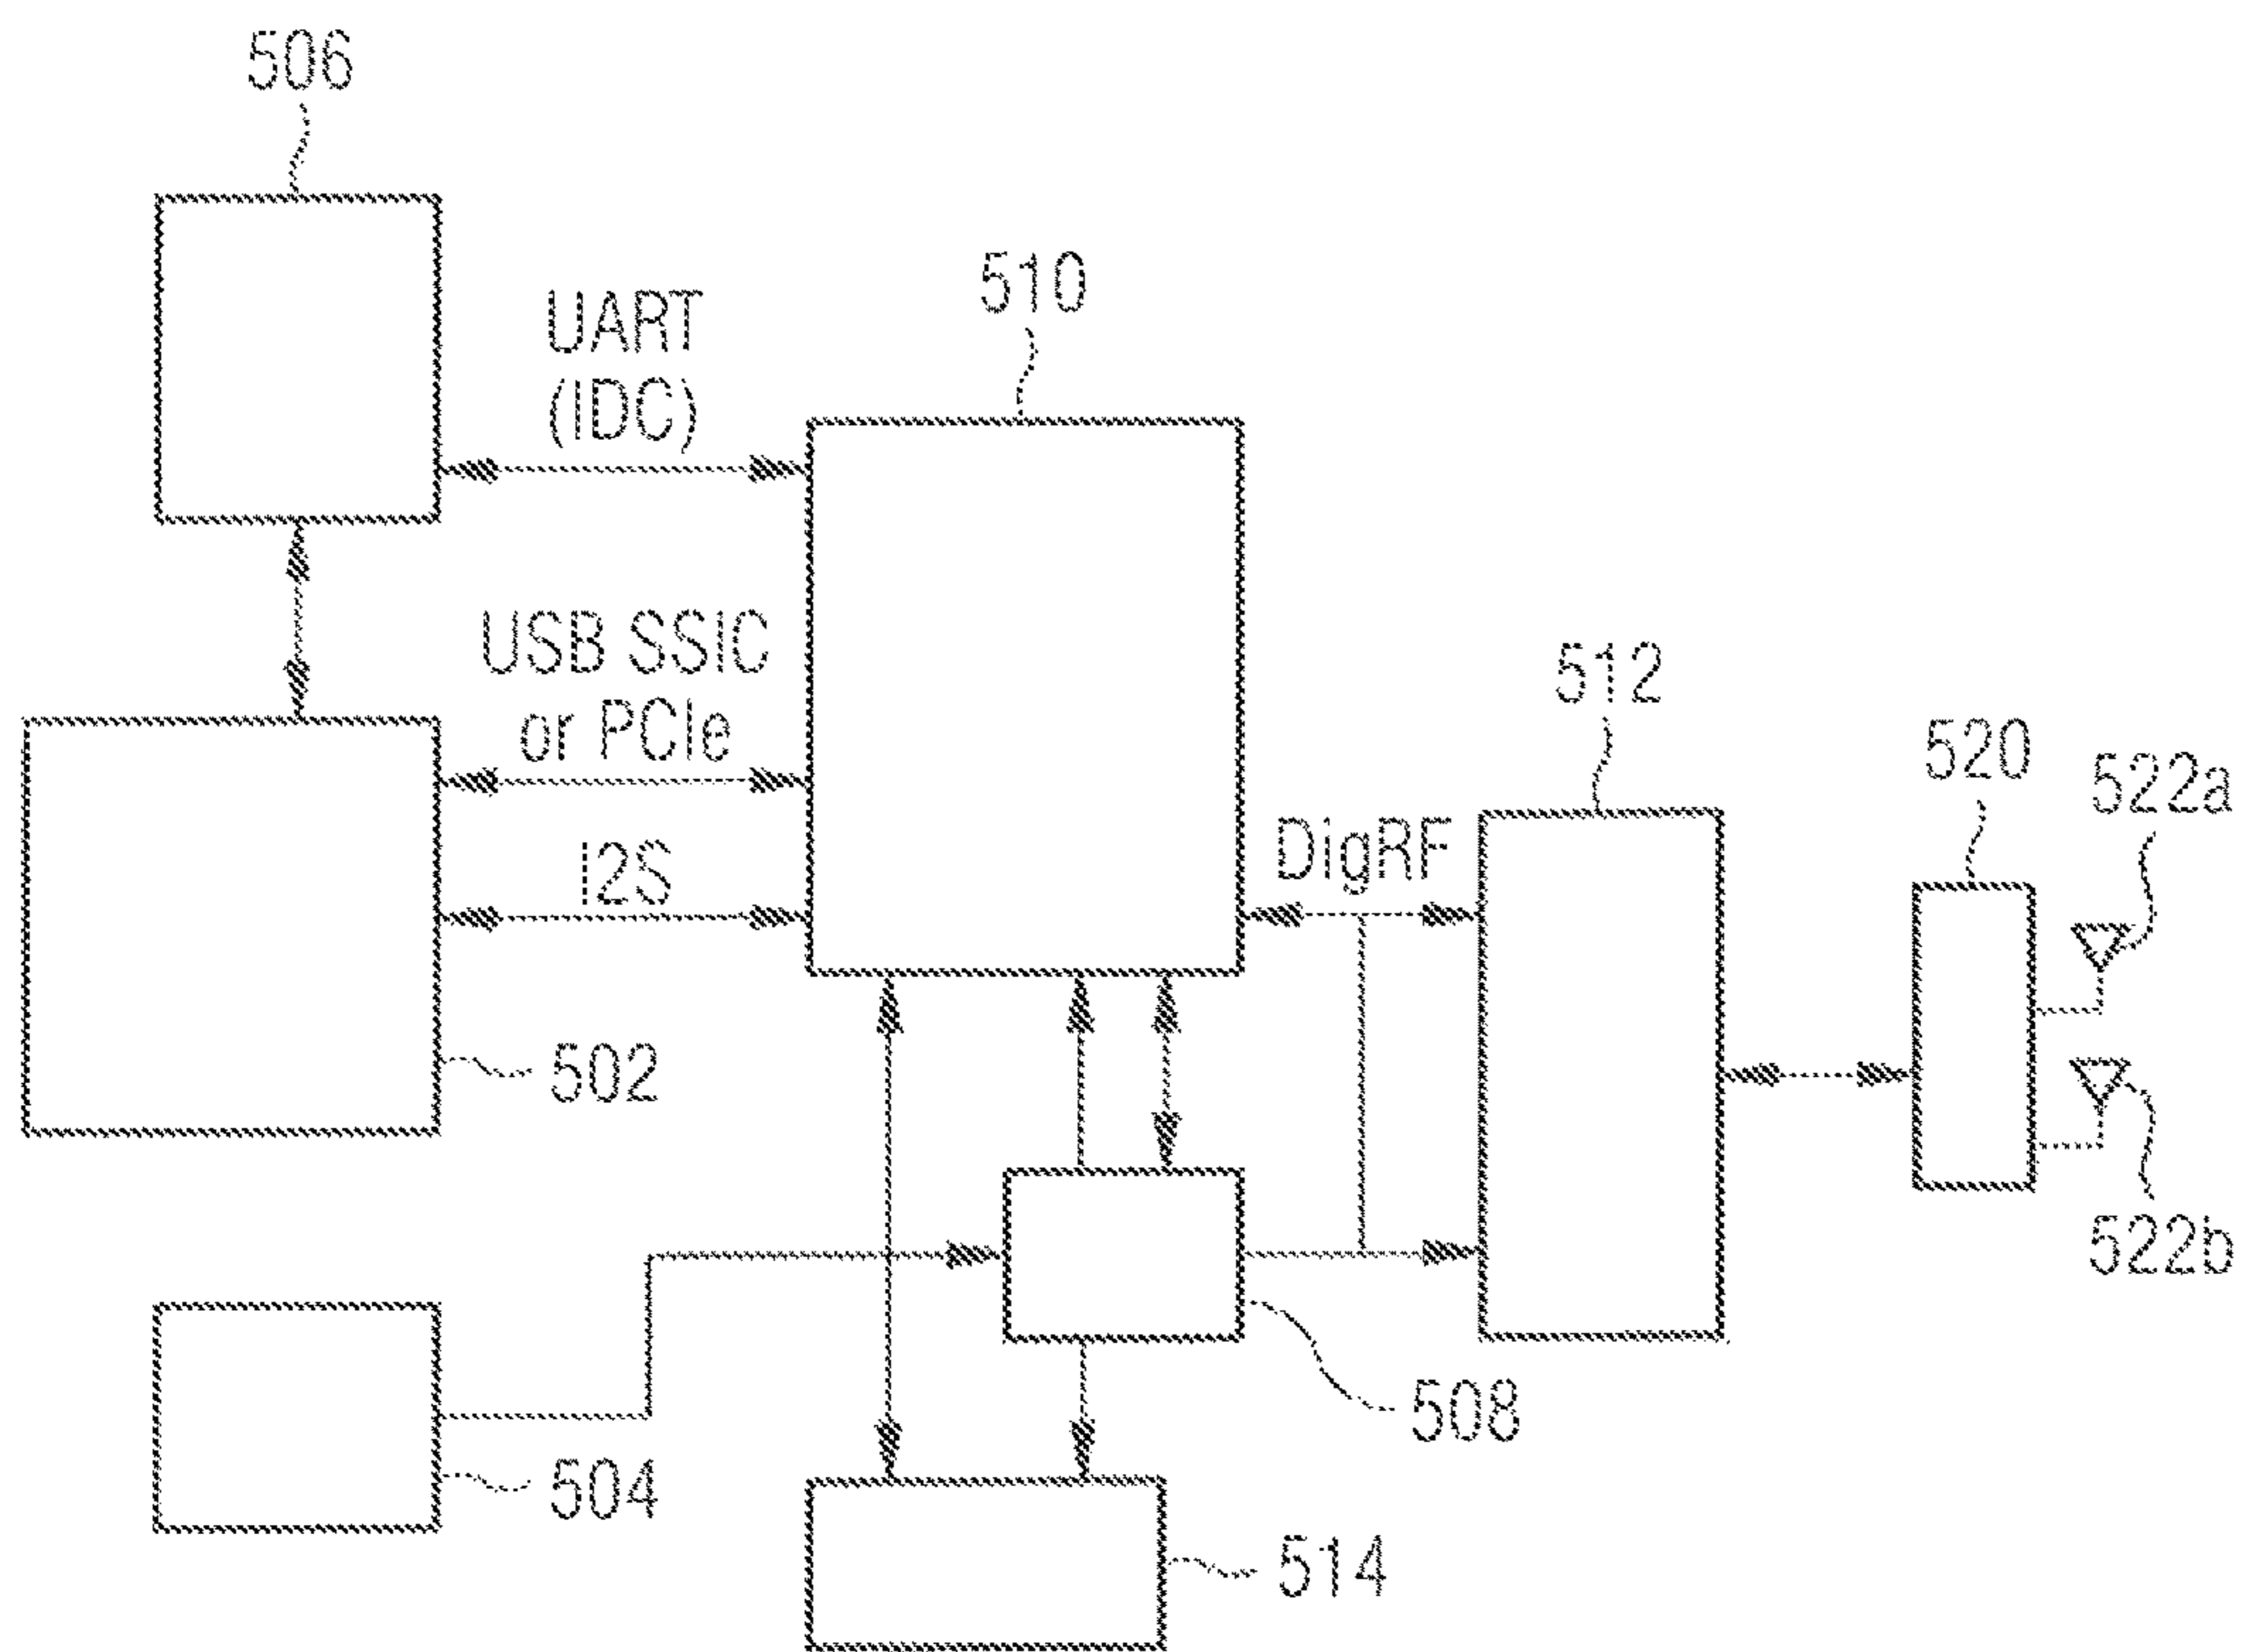 506
510
UART
(IDC)
USB SSIC
or PCIe
512
520
522a
I2S
DigRF
502
522b
508
504
514